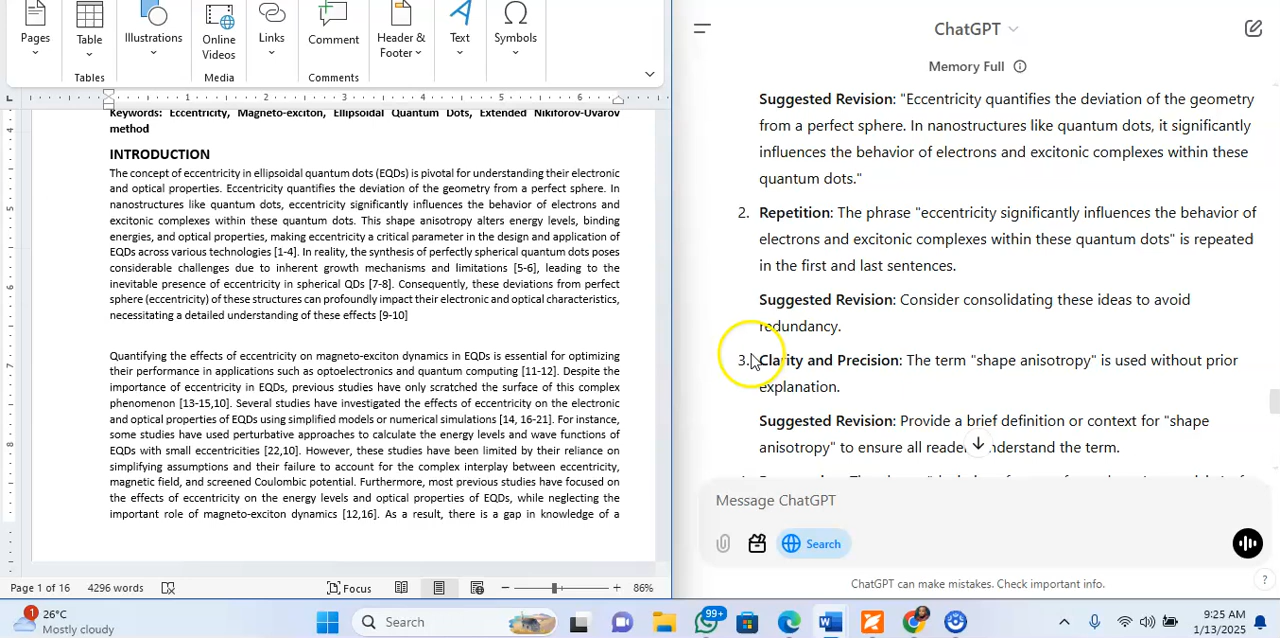 Pages
Table
Illustrations
Online
Videos
Links
Comment
Header &
Footer
Text
Symbols
Tables
Media
Comments
1
2
3
4
5
6
Keywords: Eccentricity, Magneto-exciton, Ellipsoidal Quantum Dots, Extended Nikiforov-Uvarov
method
INTRODUCTION
The concept of eccentricity in ellipsoidal quantum dots (EQDs) is pivotal for understanding their electronic
and optical properties. Eccentricity quantifies the deviation of the geometry from a perfect sphere. In
nanostructures like quantum dots, eccentricity significantly influences the behavior of electrons and
excitonic complexes within these quantum dots. This shape anisotropy alters energy levels, binding
energies, and optical properties, making eccentricity a critical parameter in the design and application of
EQDs across various technologies [1-4]. In reality, the synthesis of perfectly spherical quantum dots poses
considerable challenges due to inherent growth mechanisms and limitations [5-6], leading to the
inevitable presence of eccentricity in spherical QDs [7-8]. Consequently, these deviations from perfect
sphere (eccentricity) of these structures can profoundly impact their electronic and optical characteristics,
necessitating a detailed understanding of these effects [9-10]
Quantifying the effects of eccentricity on magneto-exciton dynamics in EQDs is essential for optimizing
their performance in applications such as optoelectronics and quantum computing [11-12]. Despite the
importance of eccentricity in EQDs, previous studies have only scratched the surface of this complex
phenomenon [13-15,10]. Several studies have investigated the effects of eccentricity on the electronic
and optical properties of EQDs using simplified models or numerical simulations [14, 16-21]. For instance,
some studies have used perturbative approaches to calculate the energy levels and wave functions of
EQDs with small eccentricities [22,10]. However, these studies have been limited by their reliance on
simplifying assumptions and their failure to account for the complex interplay between eccentricity,
magnetic field, and screened Coulombic potential. Furthermore, most previous studies have focused on
the effects of eccentricity on the energy levels and optical properties of EQDs, while neglecting the
important role of magneto-exciton dynamics [12,16]. As a result, there is a gap in knowledge of a
Page 1 of 16
4296 words
Focus
86%
ChatGPT
Memory Full
Suggested Revision: "Eccentricity quantifies the deviation of the geometry
from a perfect sphere. In nanostructures like quantum dots, it significantly
influences the behavior of electrons and excitonic complexes within these
quantum dots."
2. Repetition: The phrase "eccentricity significantly influences the behavior of
electrons and excitonic complexes within these quantum dots" is repeated
in the first and last sentences.
Suggested Revision: Consider consolidating these ideas to avoid
redundancy.
3. Clarity and Precision: The term "shape anisotropy" is used without prior
explanation.
Suggested Revision: Provide a brief definition or context for "shape
anisotropy" to ensure all readers understand the term.
Message ChatGPT
Search
ChatGPT can make mistakes. Check important info.
?
1
26°C
Mostly cloudy
Search
99+
9:25 AM
1/13/2025